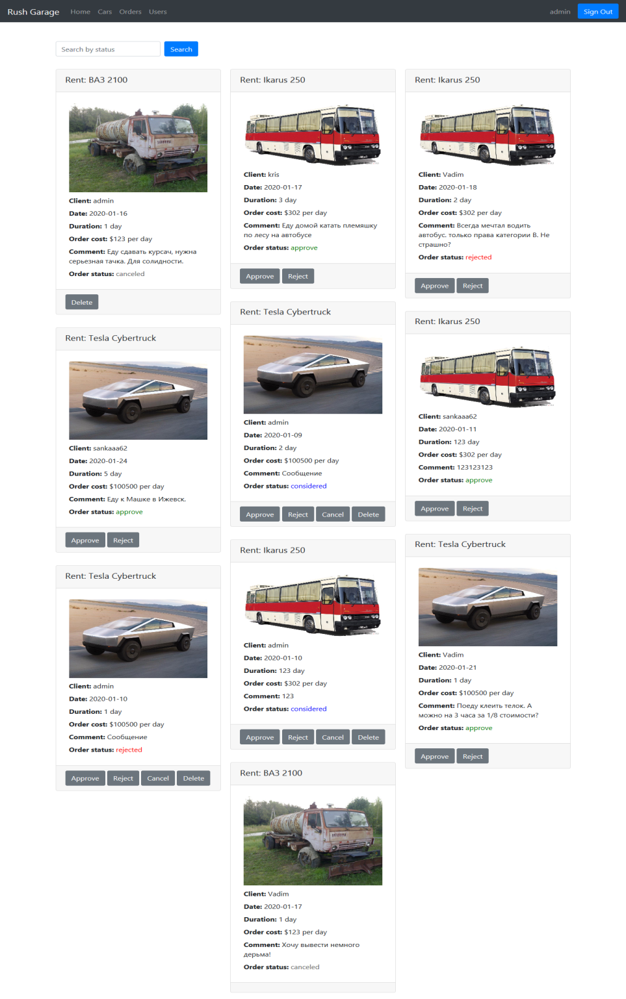 Rush Garage Home Cars Orders Users admin Sign Out
Search by status Search
Rent: ВАЗ 2100
Client: admin
Date: 2020-01-16
Duration: 1 day
Order cost: $123 per day
Comment: Еду сдавать курсач, нужна
серьезная тачка. Для солидности.
Order status: canceled
Delete
Rent: Tesla Cybertruck
Client: sankaaa62
Date: 2020-01-24
Duration: 5 day
Order cost: $100500 per day
Comment: Еду к Машке в Ижевск.
Order status: approve
Approve Reject
Rent: Tesla Cybertruck
Client: admin
Date: 2020-01-10
Duration: 1 day
Order cost: $100500 per day
Comment: Сообщение
Order status: rejected
Approve Reject Cancel Delete
Rent: Ikarus 250
Client: kris
Date: 2020-01-17
Duration: 3 day
Order cost: $302 per day
Comment: Еду домой катать племяшку
по лесу на автобусе
Order status: approve
Approve Reject
Rent: Tesla Cybertruck
Client: admin
Date: 2020-01-09
Duration: 2 day
Order cost: $100500 per day
Comment: Сообщение
Order status: considered
Approve Reject Cancel Delete
Rent: Ikarus 250
Client: admin
Date: 2020-01-10
Duration: 123 day
Order cost: $302 per day
Comment: 123
Order status: considered
Approve Reject Cancel Delete
Rent: ВАЗ 2100
Client: Vadim
Date: 2020-01-17
Duration: 1 day
Order cost: $123 per day
Comment: Хочу вывести немного
дерьма!
Order status: canceled
Rent: Ikarus 250
Client: Vadim
Date: 2020-01-18
Duration: 2 day
Order cost: $302 per day
Comment: Всегда мечтал водить
автобус. только права категории В. Не
страшно?
Order status: rejected
Approve Reject
Rent: Ikarus 250
Client: sankaaa62
Date: 2020-01-11
Duration: 123 day
Order cost: $302 per day
Comment: 123123123
Order status: approve
Approve Reject
Rent: Tesla Cybertruck
Client: Vadim
Date: 2020-01-21
Duration: 1 day
Order cost: $100500 per day
Comment: Поеду клеить телок. А
можно на 3 часа за 1/8 стоимости?
Order status: approve
Approve Reject